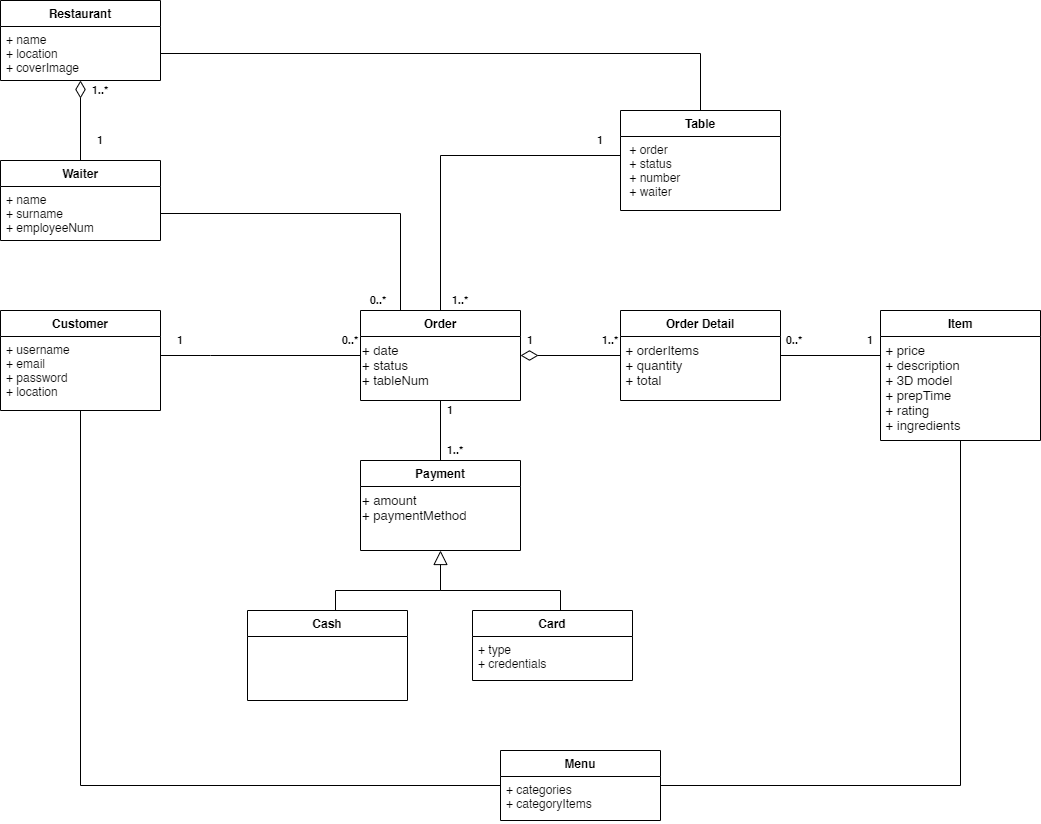 Restaurant
+ name
+ location
+ coverImage
1..*
1
Waiter
+ name
+ surname
+ employeeNum
Table
+ order
+ status
+ number
+ waiter
1
0..*
1..*
Customer
+ username
+ email
+ password
+ location
1
0..*
Order
+ date
+ status
+ tableNum
1
1..*
Order Detail
+ orderItems
+ quantity
+ total
0..*
1
Item
+ price
+ description
+ 3D model
+ prepTime
+ rating
+ ingredients
1
1..*
Payment
+ amount
+ paymentMethod
Cash
Card
+ type
+ credentials
Menu
+ categories
+ categoryItems